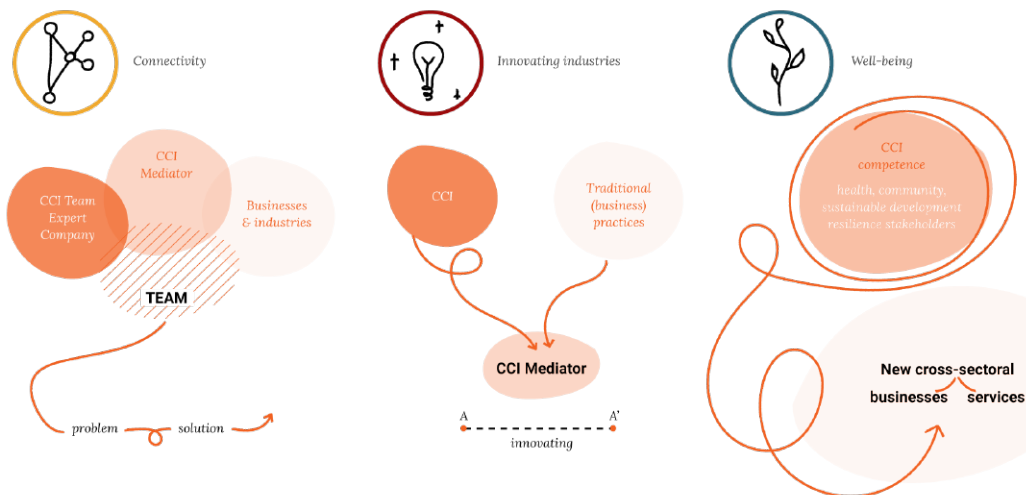 Connectivity
CCI
Mediator
CCI Team
Expert
Company
Businesses
& industries
TEAM
problem
solution
Innovating industries
CCI
Traditional
(business)
practices
CCI Mediator
A
A'
innovating
Well-being
CCI
competence
health, community,
sustainable development
resilience stakeholders
New cross-sectoral
businesses
services